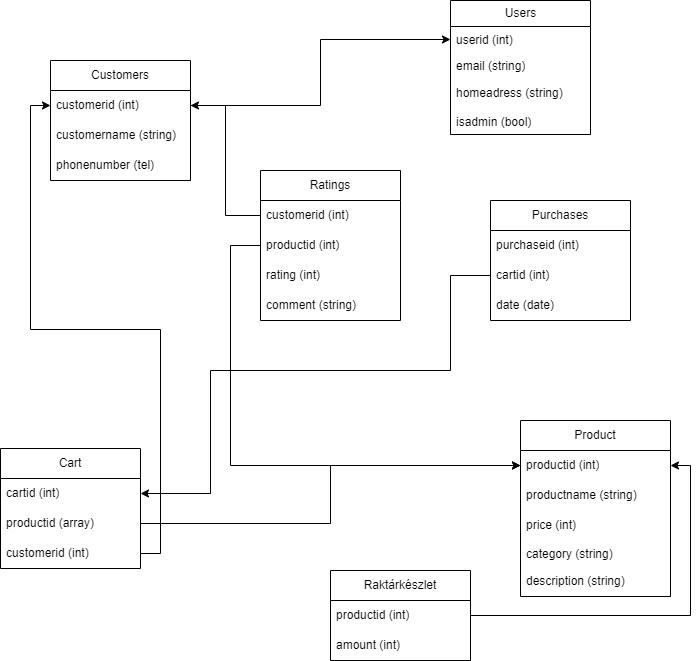 Users
userid (int)
email (string)
homeadress (string)
isadmin (bool)
Customers
customerid (int)
customername (string)
phonenumber (tel)
Ratings
customerid (int)
productid (int)
rating (int)
comment (string)
Purchases
purchaseid (int)
cartid (int)
date (date)
Cart
cartid (int)
productid (array)
customerid (int)
Product
productid (int)
productname (string)
price (int)
category (string)
description (string)
Raktárkészlet
productid (int)
amount (int)